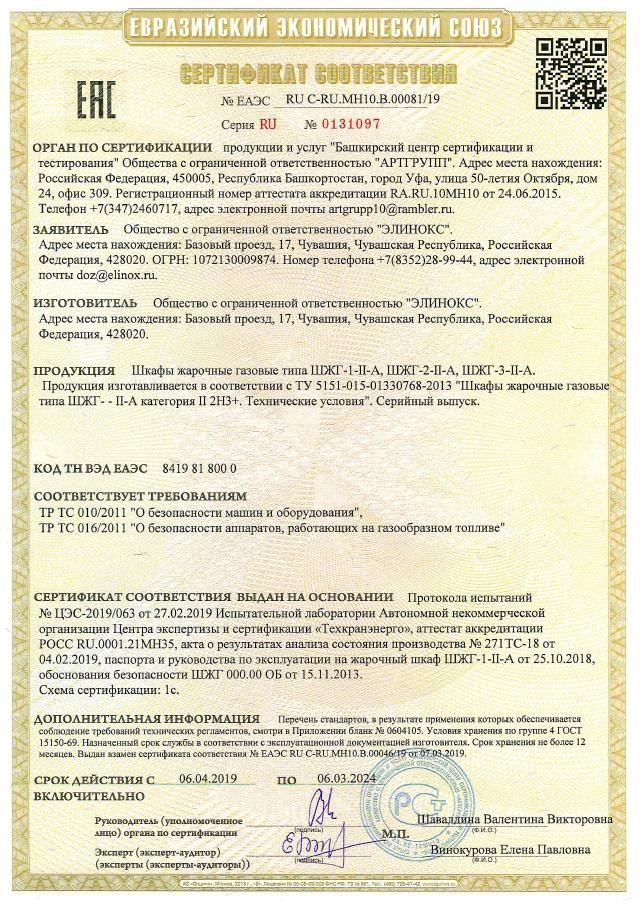 ЕВРАЗИЙСКИЙ ЭКОНОМИЧЕСКИЙ СОЮЗ
СЕРТИФИКАТ СООТВЕТСТВИЯ
EAC
№ ЕАЭС RU С-RU.МН10.В.00081/19
Серия RU № 0131097
ОРГАН ПО СЕРТИФИКАЦИИ продукции и услуг "Башкирский центр сертификации и
тестирования" Общества с ограниченной ответственностью "АРТГРУПП". Адрес места нахождения:
Российская Федерация, 450005, Республика Башкортостан, город Уфа, улица 50-летия Октября, дом
24, офис 309. Регистрационный номер аттестата аккредитации RA.RU.10МН10 от 24.06.2015.
Телефон +7(347)2460717, адрес электронной почты artgrupp10@rambler.ru.
ЗАЯВИТЕЛЬ Общество с ограниченной ответственностью "ЭЛИНОКС".
Адрес места нахождения: Базовый проезд, 17, Чувашия, Чувашская Республика, Российская
Федерация, 428020. ОГРН: 1072130009874. Номер телефона +7(8352)28-99-44, адрес электронной
почты doz@elinox.ru.
ИЗГОТОВИТЕЛЬ Общество с ограниченной ответственностью "ЭЛИНОКС".
Адрес места нахождения: Базовый проезд, 17, Чувашия, Чувашская Республика, Российская
Федерация, 428020.
ПРОДУКЦИЯ Шкафы жарочные газовые типа ШЖГ-1-II-А, ШЖГ-2-II-А, ШЖГ-3-II-А.
Продукция изготавливается в соответствии с ТУ 5151-015-01330768-2013 "Шкафы жарочные газовые
типа ШЖГ- - II-А категория II 2Н3+. Технические условия". Серийный выпуск.
КОД ТН ВЭД ЕАЭС 8419 81 800 0
СООТВЕТСТВУЕТ ТРЕБОВАНИЯМ
ТР ТС 010/2011 "О безопасности машин и оборудования",
ТР ТС 016/2011 "О безопасности аппаратов, работающих на газообразном топливе"
СЕРТИФИКАТ СООТВЕТСТВИЯ ВЫДАН НА ОСНОВАНИИ Протокола испытаний
№ ЦЭС-2019/063 от 27.02.2019 Испытательной лаборатории Автономной некоммерческой
организации Центра экспертизы и сертификации «Техкранэнерго», аттестат аккредитации
РОСС RU.0001.21МН35, акта о результатах анализа состояния производства № 271ТС-18 от
04.02.2019, паспорта и руководства по эксплуатации на жарочный шкаф ШЖГ-1-II-А от 25.10.2018,
обоснования безопасности ШЖГ 000.00 ОБ от 15.11.2013.
Схема сертификации: 1с.
ДОПОЛНИТЕЛЬНАЯ ИНФОРМАЦИЯ Перечень стандартов, в результате применения которых обеспечивается
соблюдение требований технических регламентов, смотри в Приложении бланк № 0604105. Условия хранения по группе 4 ГОСТ
15150-69. Назначенный срок службы в соответствии с эксплуатационной документацией изготовителя. Срок хранения не более 12
месяцев. Выдан взамен сертификата № ЕАЭС RU С-RU.МН10.В.00046/19 от 07.03.2019.
СРОК ДЕЙСТВИЯ С 06.04.2019 ПО 06.03.2024
ВКЛЮЧИТЕЛЬНО
Руководитель (уполномоченное
лицо) органа по сертификации
(подпись)
М.П.
Шавалдина Валентина Викторовна
(Ф.И.О.)
Эксперт (эксперт-аудитор)
(эксперты (эксперты-аудиторы))
(подпись)
Винокурова Елена Павловна
(Ф.И.О.)